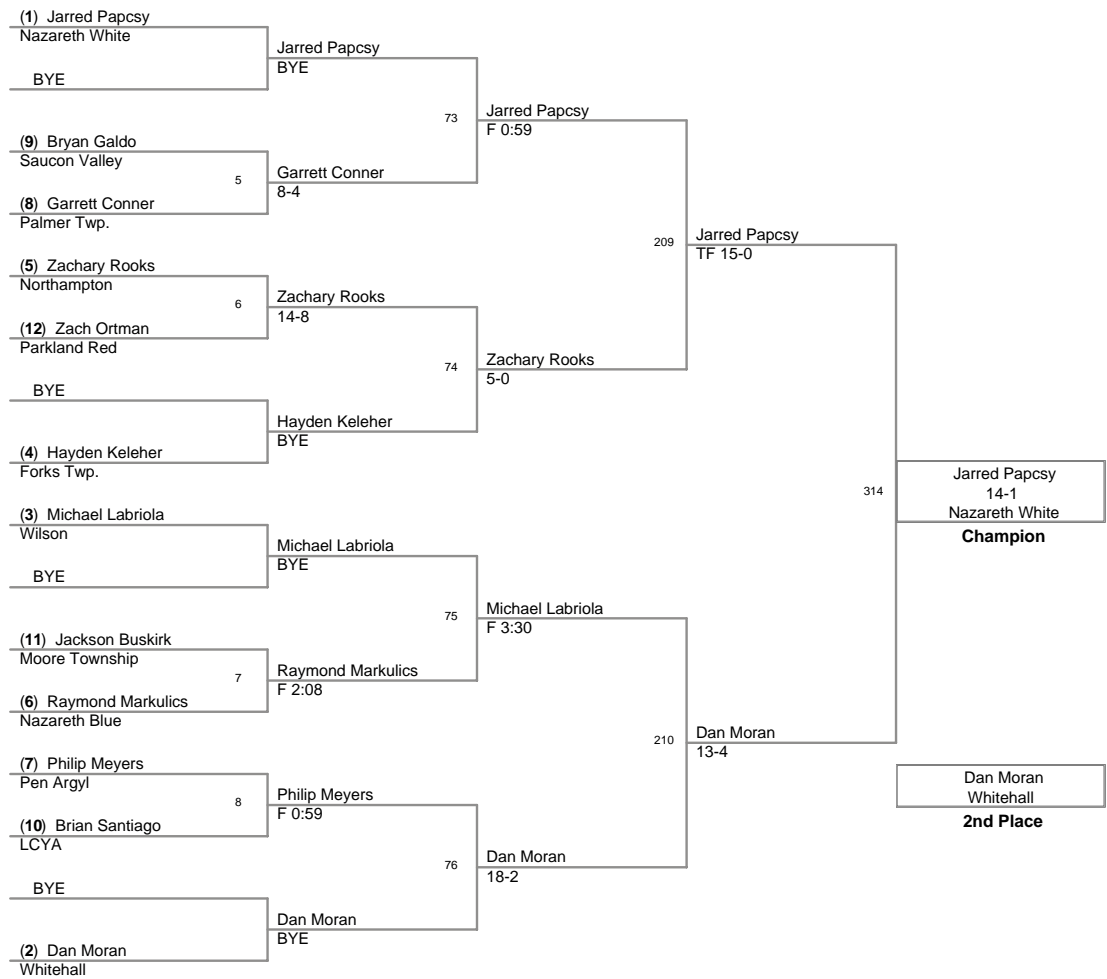 (1) Jarred Papcsy
Nazareth White
BYE
(9) Bryan Galdo
Saucon Valley
(8) Garrett Conner
Palmer Twp.
(5) Zachary Rooks
Northampton
(12) Zach Ortman
Parkland Red
BYE
(4) Hayden Keleher
Forks Twp.
(3) Michael Labriola
Wilson
BYE
(11) Jackson Buskirk
Moore Township
(6) Raymond Markulics
Nazareth Blue
(7) Philip Meyers
Pen Argyl
(10) Brian Santiago
LCYA
BYE
(2) Dan Moran
Whitehall
5
6
7
8
Jarred Papcsy
BYE
Garrett Conner
8-4
Zachary Rooks
14-8
Hayden Keleher
BYE
Michael Labriola
BYE
Raymond Markulics
F 2:08
Philip Meyers
F 0:59
Dan Moran
BYE
73
74
75
76
Jarred Papcsy
F 0:59
Zachary Rooks
5-0
Michael Labriola
F 3:30
Dan Moran
18-2
209
210
Jarred Papcsy
TF 15-0
Dan Moran
13-4
314
Jarred Papcsy
14-1
Nazareth White
Champion
Dan Moran
Whitehall
2nd Place